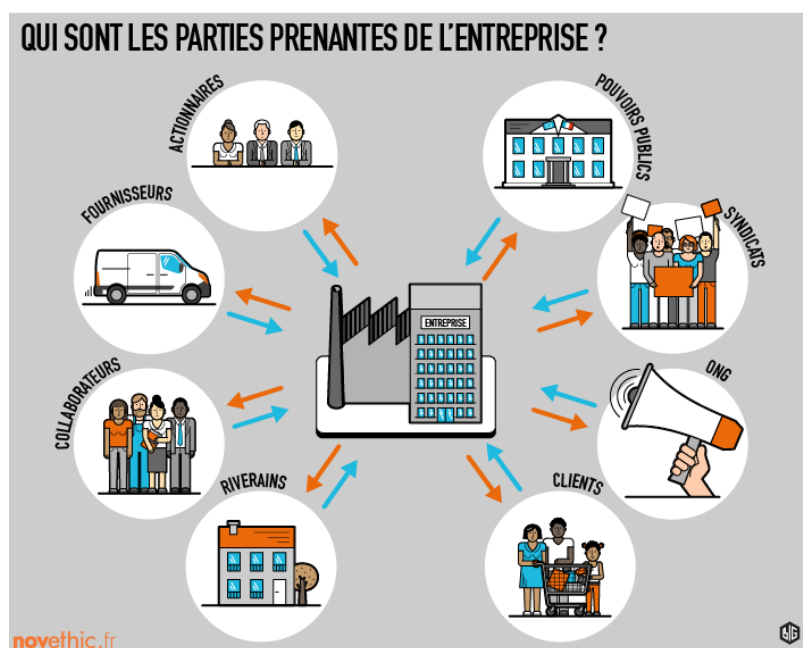 QUI SONT LES PARTIES PRENANTES DE L'ENTREPRISE ?
ACTIONNAIRES
POUVOIRS PUBLICS
FOURNISSEURS
SYNDICATS
ENTREPRISE
COLLABORATEURS
ONG
RIVERAINS
CLIENTS
novethic.fr